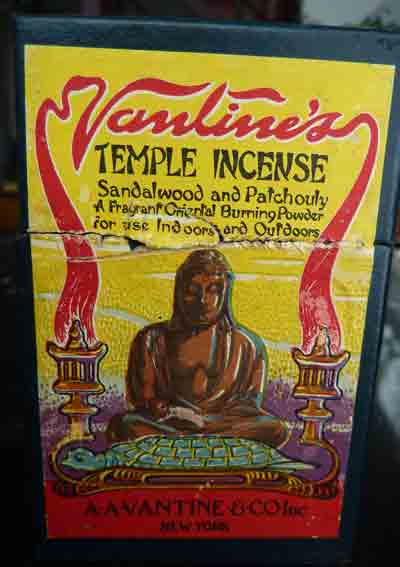 Vantine's
TEMPLE INCENSE
Sandalwood and Patchouly
A Fragrant Oriental Burning Powder
for use Indoors and Outdoors
A·A·VANTINE & CO Inc
NEW YORK